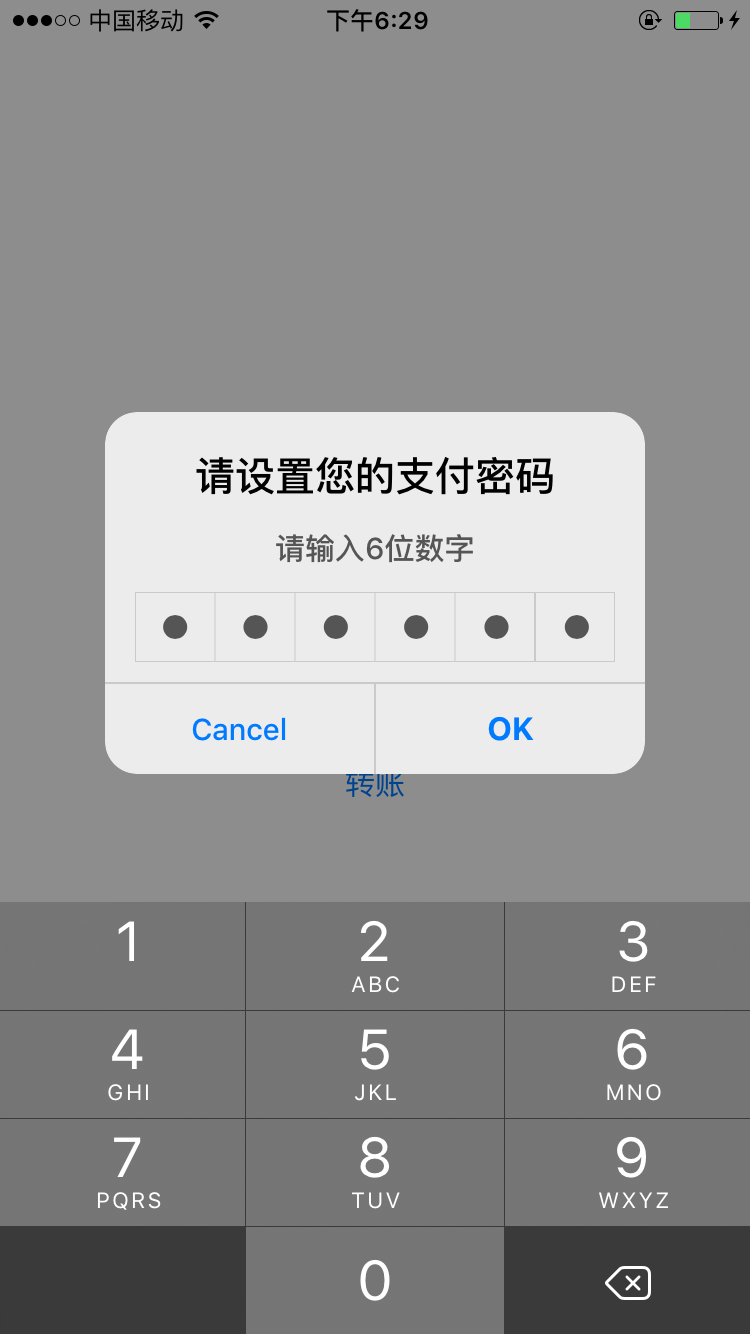 中国移动 下午6:29
请设置您的支付密码
请输入6位数字
Cancel OK
转账
1 2 3
ABC DEF
4 5 6
GHI JKL MNO
7 8 9
PQRS TUV WXYZ
0